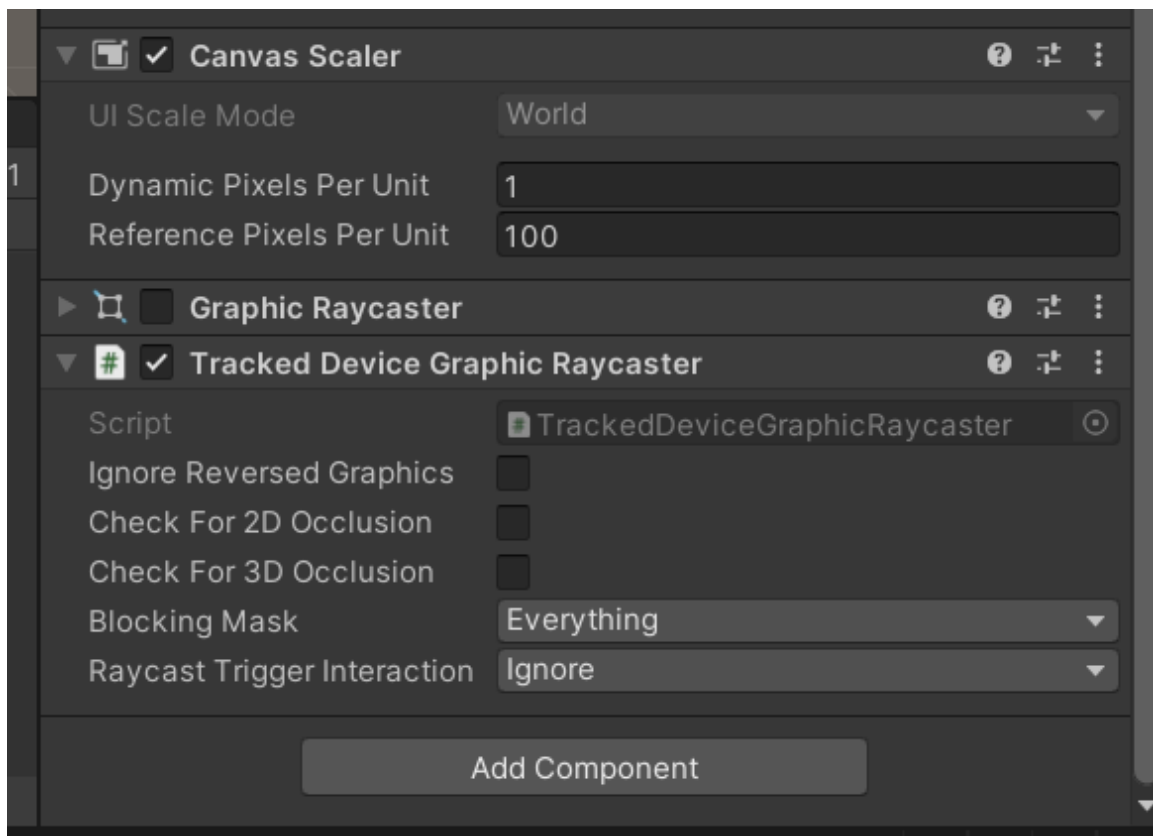 Canvas Scaler
UI Scale Mode World
1
Dynamic Pixels Per Unit 1
Reference Pixels Per Unit 100
Graphic Raycaster
# Tracked Device Graphic Raycaster
Script # TrackedDeviceGraphicRaycaster
Ignore Reversed Graphics
Check For 2D Occlusion
Check For 3D Occlusion
Blocking Mask Everything
Raycast Trigger Interaction Ignore
Add Component